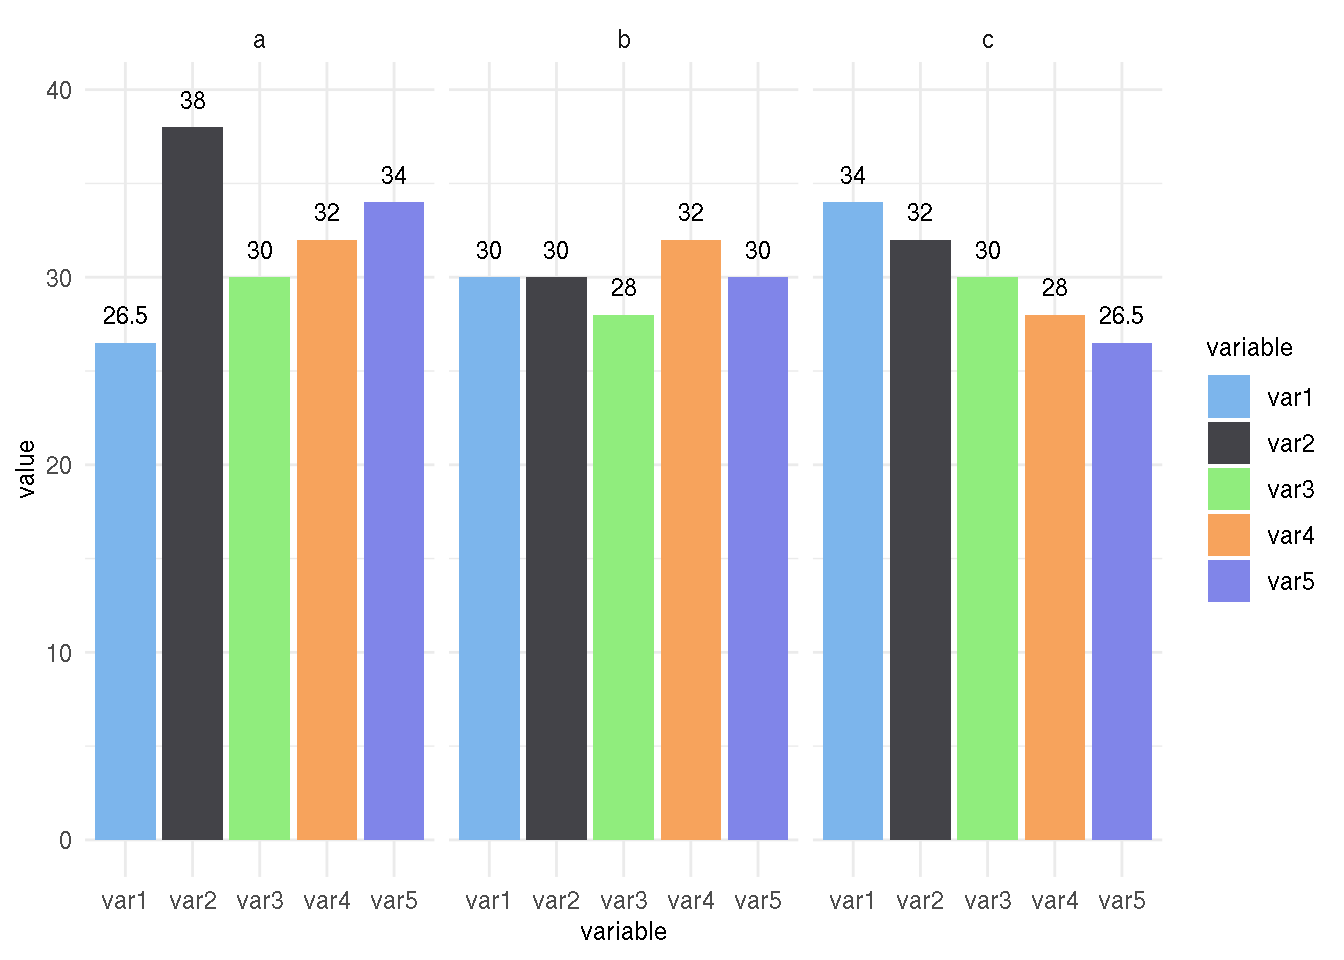 a b c
40
30
20
10
0
value
38
34
32
30
26.5
32
30 30 30
28
34
32
30
28
26.5
var1 var2 var3 var4 var5 var1 var2 var3 var4 var5 var1 var2 var3 var4 var5
variable
variable
var1
var2
var3
var4
var5